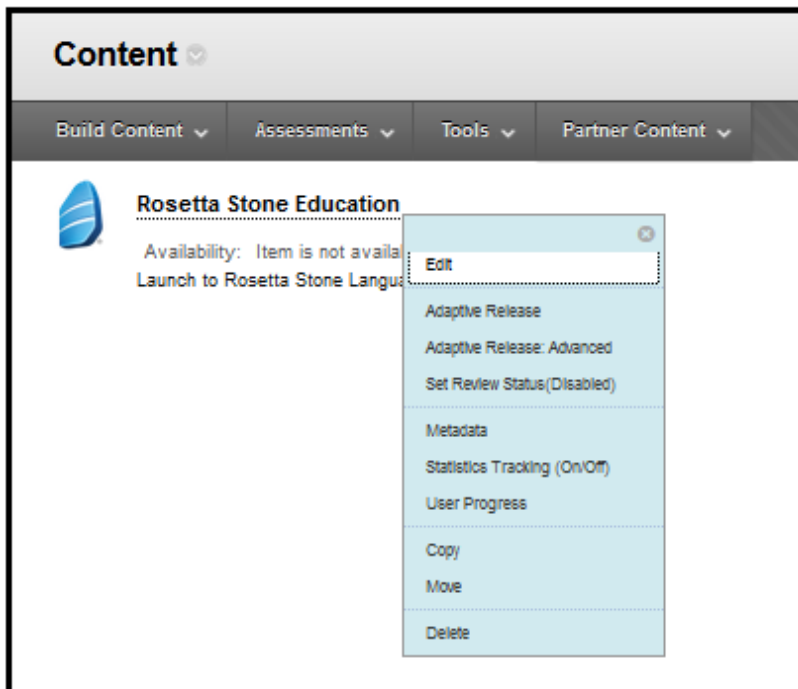 Content
Build Content Assessments Tools Partner Content
Rosetta Stone Education
Availability: Item is not availa
Launch to Rosetta Stone Langua
Edit
Adaptive Release
Adaptive Release: Advanced
Set Review Status(Disabled)
Metadata
Statistics Tracking (On/Off)
User Progress
Copy
Move
Delete